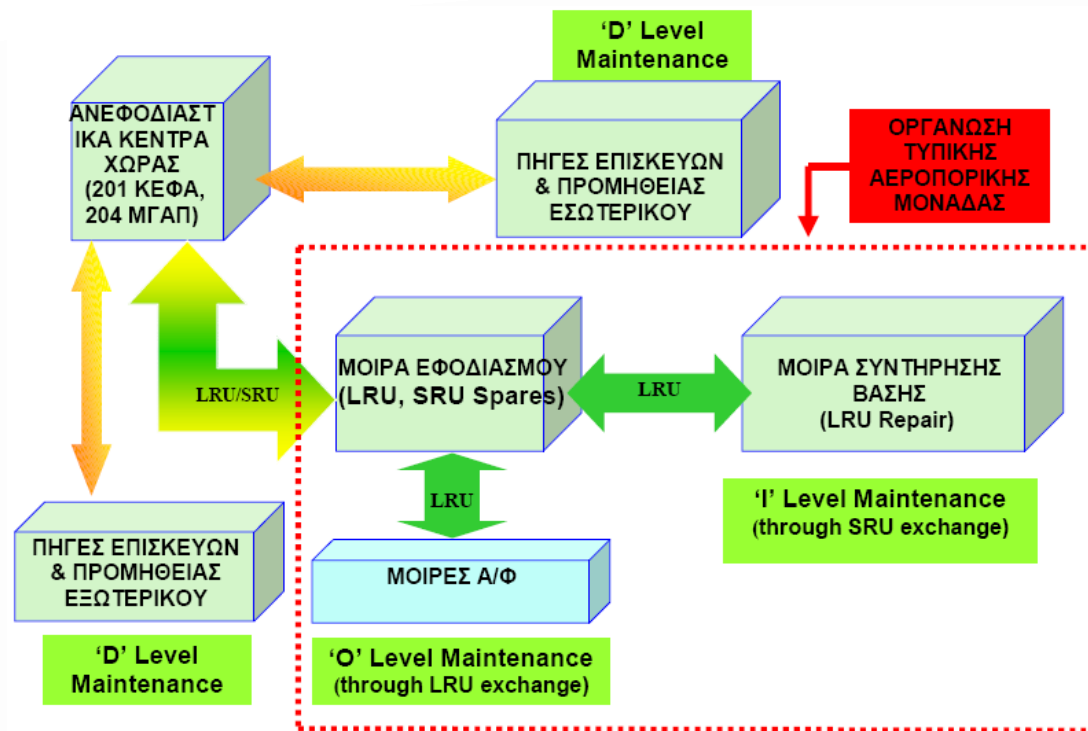 ‘D’ Level
Maintenance
ΑΝΕΦΟΔΙΑΣΤ
ΙΚΑ ΚΕΝΤΡΑ
ΧΩΡΑΣ
(201 ΚΕΦΑ,
204 ΜΓΑΠ)
ΠΗΓΕΣ ΕΠΙΣΚΕΥΩΝ
& ΠΡΟΜΗΘΕΙΑΣ
ΕΣΩΤΕΡΙΚΟΥ
ΟΡΓΑΝΩΣΗ
ΤΥΠΙΚΗΣ
ΑΕΡΟΠΟΡΙΚΗΣ
ΜΟΝΑΔΑΣ
LRU/SRU
ΜΟΙΡΑ ΕΦΟΔΙΑΣΜΟΥ
(LRU, SRU Spares)
LRU
ΜΟΙΡΑ ΣΥΝΤΗΡΗΣΗΣ
ΒΑΣΗΣ
(LRU Repair)
LRU
‘I’ Level Maintenance
(through SRU exchange)
ΠΗΓΕΣ ΕΠΙΣΚΕΥΩΝ
& ΠΡΟΜΗΘΕΙΑΣ
ΕΞΩΤΕΡΙΚΟΥ
ΜΟΙΡΕΣ Α/Φ
‘D’ Level
Maintenance
‘O’ Level Maintenance
(through LRU exchange)